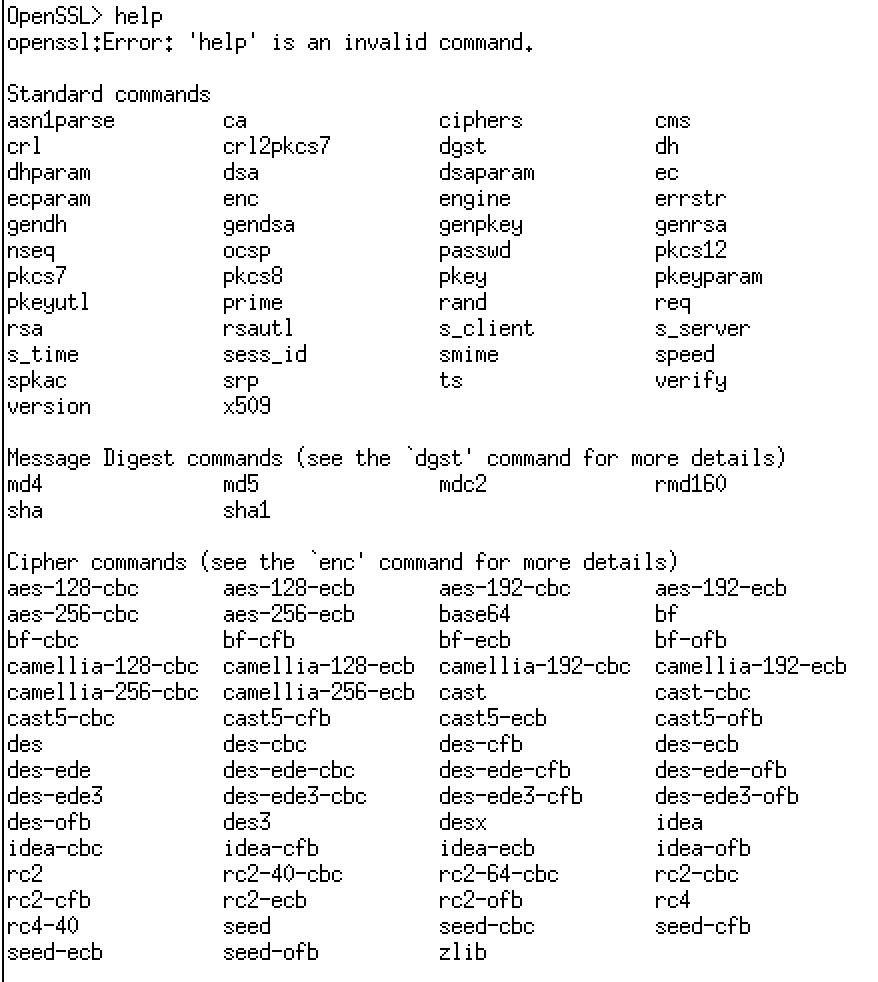 OpenSSL> help
openssl:Error: 'help' is an invalid command.

Standard commands
asn1parse ca ciphers cms
crl crl2pkcs7 dgst dh
dhparam dsa dsaparam ec
ecparam enc engine errstr
gendh gendsa genpkey genrsa
nseq ocsp passwd pkcs12
pkcs7 pkcs8 pkey pkeyparam
pkeyutl prime rand req
rsa rsautl s_client s_server
s_time sess_id smime speed
spkac srp ts verify
version x509

Message Digest commands (see the `dgst' command for more details)
md4 md5 mdc2 rmd160
sha sha1

Cipher commands (see the `enc' command for more details)
aes-128-cbc aes-128-ecb aes-192-cbc aes-192-ecb
aes-256-cbc aes-256-ecb base64 bf
bf-cbc bf-cfb bf-ecb bf-ofb
camellia-128-cbc camellia-128-ecb camellia-192-cbc camellia-192-ecb
camellia-256-cbc camellia-256-ecb cast cast-cbc
cast5-cbc cast5-cfb cast5-ecb cast5-ofb
des des-cbc des-cfb des-ecb
des-ede des-ede-cbc des-ede-cfb des-ede-ofb
des-ede3 des-ede3-cbc des-ede3-cfb des-ede3-ofb
des-ofb des3 desx idea
idea-cbc idea-cfb idea-ecb idea-ofb
rc2 rc2-40-cbc rc2-64-cbc rc2-cbc
rc2-cfb rc2-ecb rc2-ofb rc4
rc4-40 seed seed-cbc seed-cfb
seed-ecb seed-ofb zlib